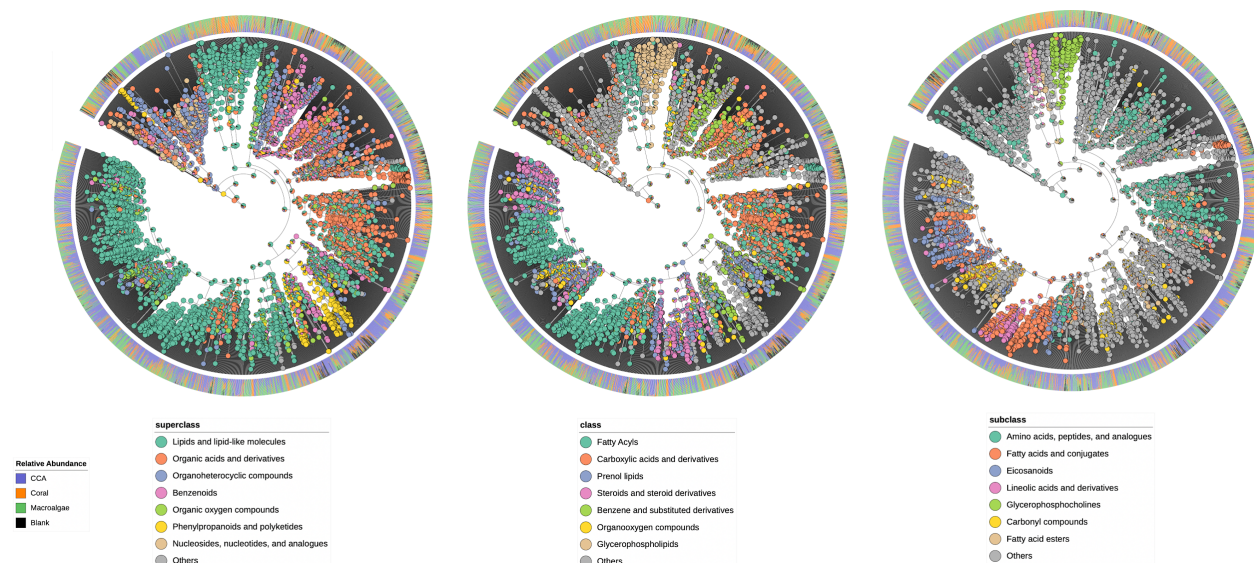 Relative Abundance
CCA
Coral
Macroalgae
Blank
superclass
Lipids and lipid-like molecules
Organic acids and derivatives
Organoheterocyclic compounds
Benzenoids
Organic oxygen compounds
Phenylpropanoids and polyketides
Nucleosides, nucleotides, and analogues
Others
class
Fatty Acyls
Carboxylic acids and derivatives
Prenol lipids
Steroids and steroid derivatives
Benzene and substituted derivatives
Organooxygen compounds
Glycerophospholipids
Others
subclass
Amino acids, peptides, and analogues
Fatty acids and conjugates
Eicosanoids
Lineolic acids and derivatives
Glycerophosphocholines
Carbonyl compounds
Fatty acid esters
Others